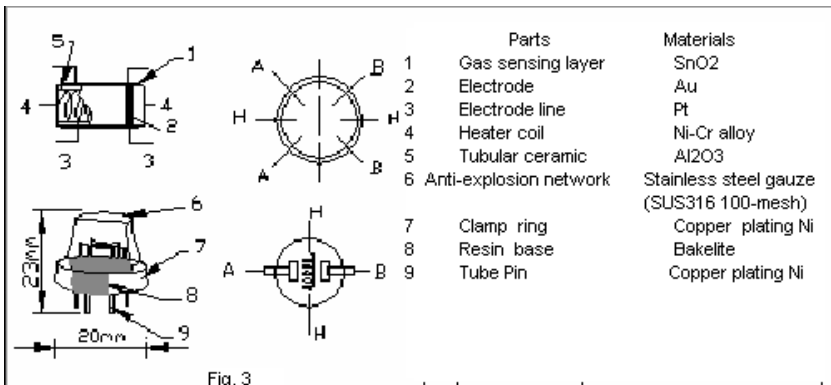 Parts Materials
1 Gas sensing layer SnO2
2 Electrode Au
3 Electrode line Pt
4 Heater coil Ni-Cr alloy
5 Tubular ceramic Al2O3
6 Anti-explosion network Stainless steel gauze
(SUS316 100-mesh)
7 Clamp ring Copper plating Ni
8 Resin base Bakelite
9 Tube Pin Copper plating Ni
5
1
4
4
2
3
3
A
B
H
H
A
B
6
7
8
9
23mm
20mm
H
A
B
H
Fig. 3